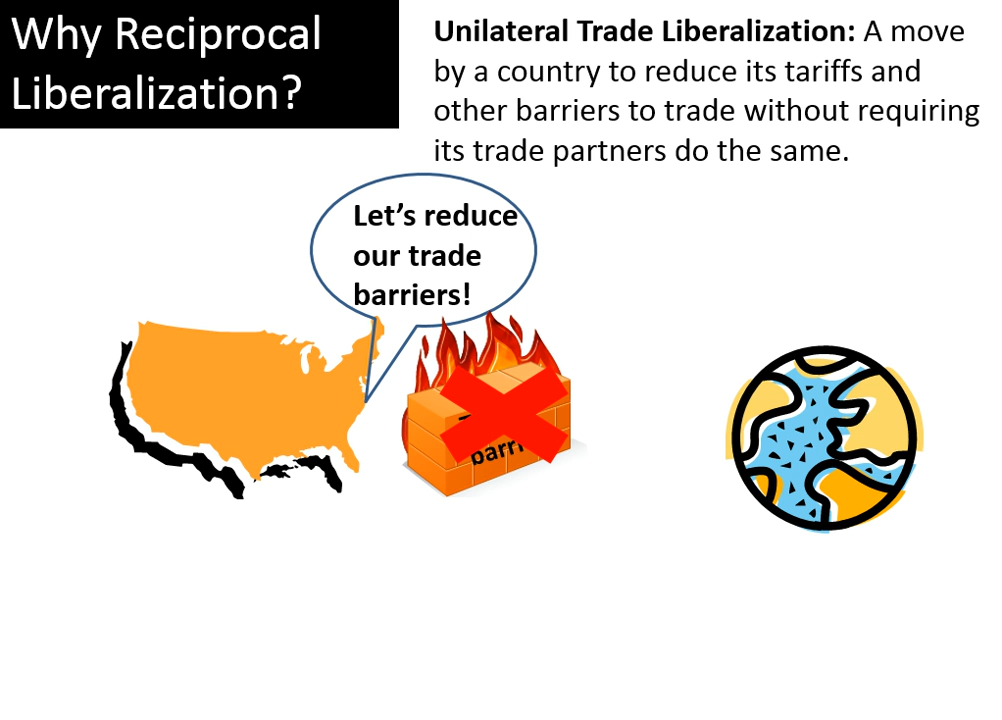 Why Reciprocal
Liberalization?
Unilateral Trade Liberalization: A move
by a country to reduce its tariffs and
other barriers to trade without requiring
its trade partners do the same.
Let's reduce
our trade
barriers!